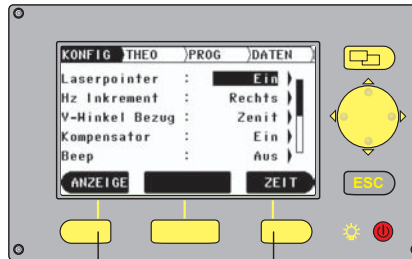 KONFIG THEO PROG DATEN
Laserpointer : Ein
Hz Inkrement : Rechts
V-Winkel Bezug : Zenit
Kompensator : Ein
Beep : Aus
ANZEIGE ZEIT
ESC